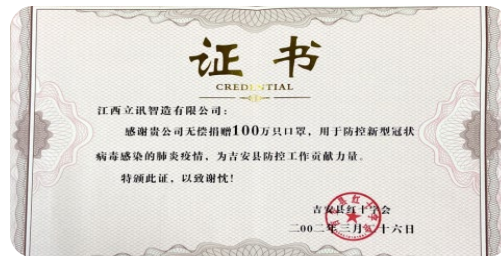 证书
CREDENTIAL
江西立讯智造有限公司：
感谢贵公司无偿捐赠100万只口罩，用于防控新型冠状
病毒感染的肺炎疫情，为吉安县防控工作贡献力量。
特颁此证，以致谢忱！
吉安县红十字会
二00二年三月 十六日